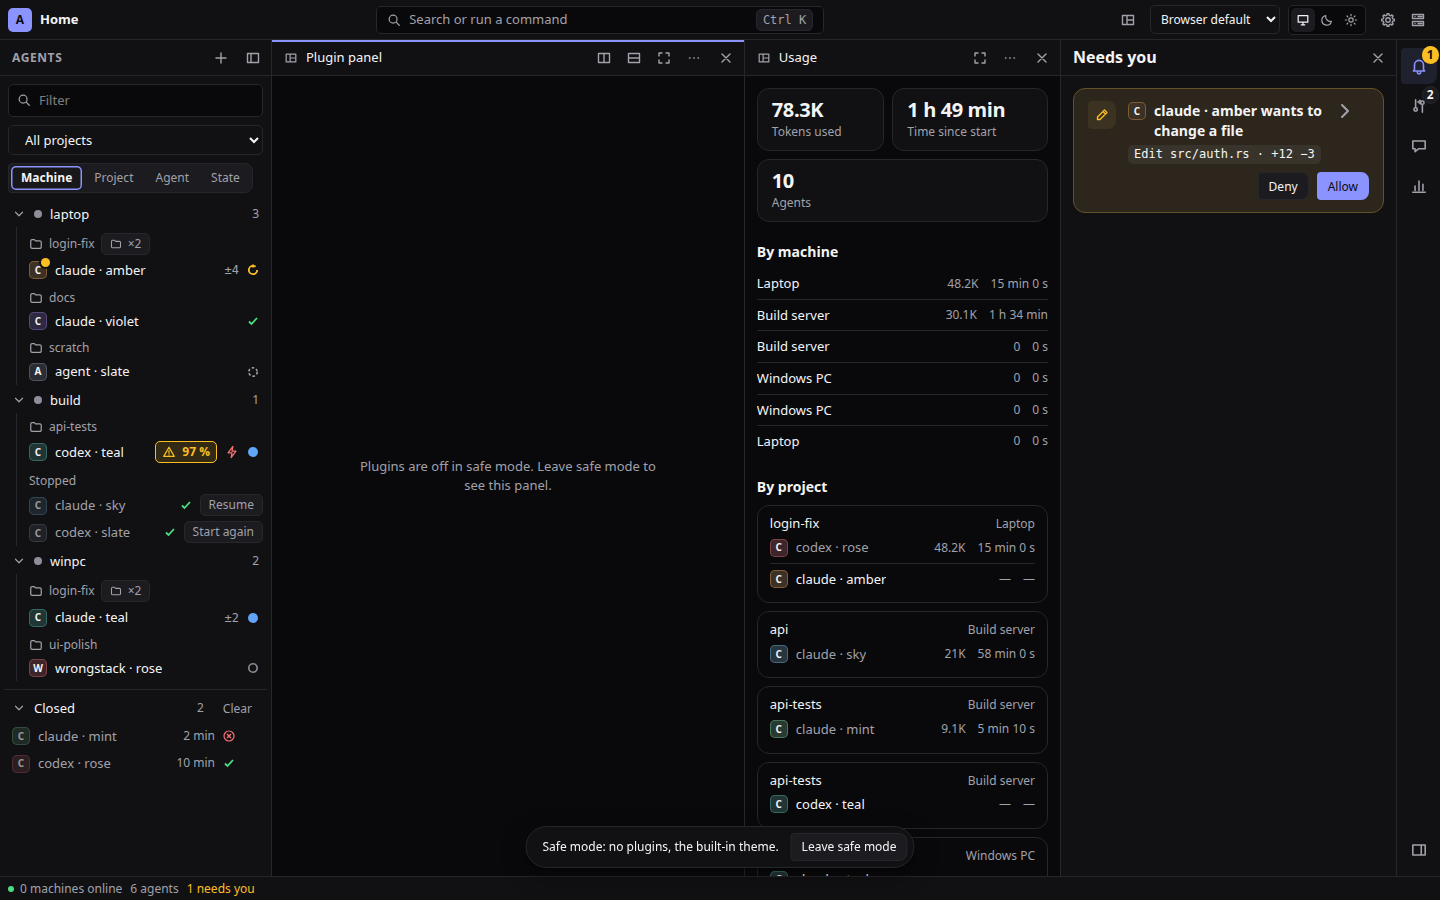 A Home
Search or run a command Ctrl K
Browser default
AGENTS
Filter
All projects
Machine Project Agent State
laptop 3
login-fix ×2
C claude · amber ±4
docs
C claude · violet
scratch
A agent · slate
build 1
api-tests
C codex · teal 97 %
Stopped
C claude · sky Resume
C codex · slate Start again
winpc 2
login-fix ×2
C claude · teal ±2
ui-polish
W wrongstack · rose
Closed 2 Clear
C claude · mint 2 min
C codex · rose 10 min
Plugin panel
Plugins are off in safe mode. Leave safe mode to
see this panel.
Usage
78.3K
Tokens used
1 h 49 min
Time since start
10
Agents
By machine
Laptop 48.2K 15 min 0 s
Build server 30.1K 1 h 34 min
Build server 0 0 s
Windows PC 0 0 s
Windows PC 0 0 s
Laptop 0 0 s
By project
login-fix Laptop
C codex · rose 48.2K 15 min 0 s
C claude · amber — —
api Build server
C claude · sky 21K 58 min 0 s
api-tests Build server
C claude · mint 9.1K 5 min 10 s
api-tests Build server
C codex · teal — —
Windows PC
Safe mode: no plugins, the built-in theme. Leave safe mode
Needs you
C claude · amber wants to
change a file
Edit src/auth.rs · +12 −3
Deny Allow
1
2
0 machines online 6 agents 1 needs you